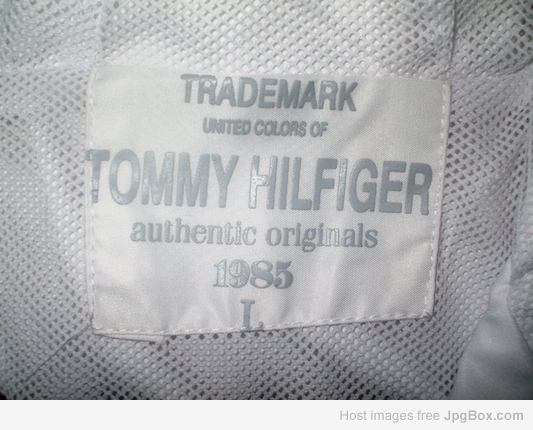 TRADEMARK
UNITED COLORS OF
TOMMY HILFIGER
authentic originals
1985
L
Host images free JpgBox.com